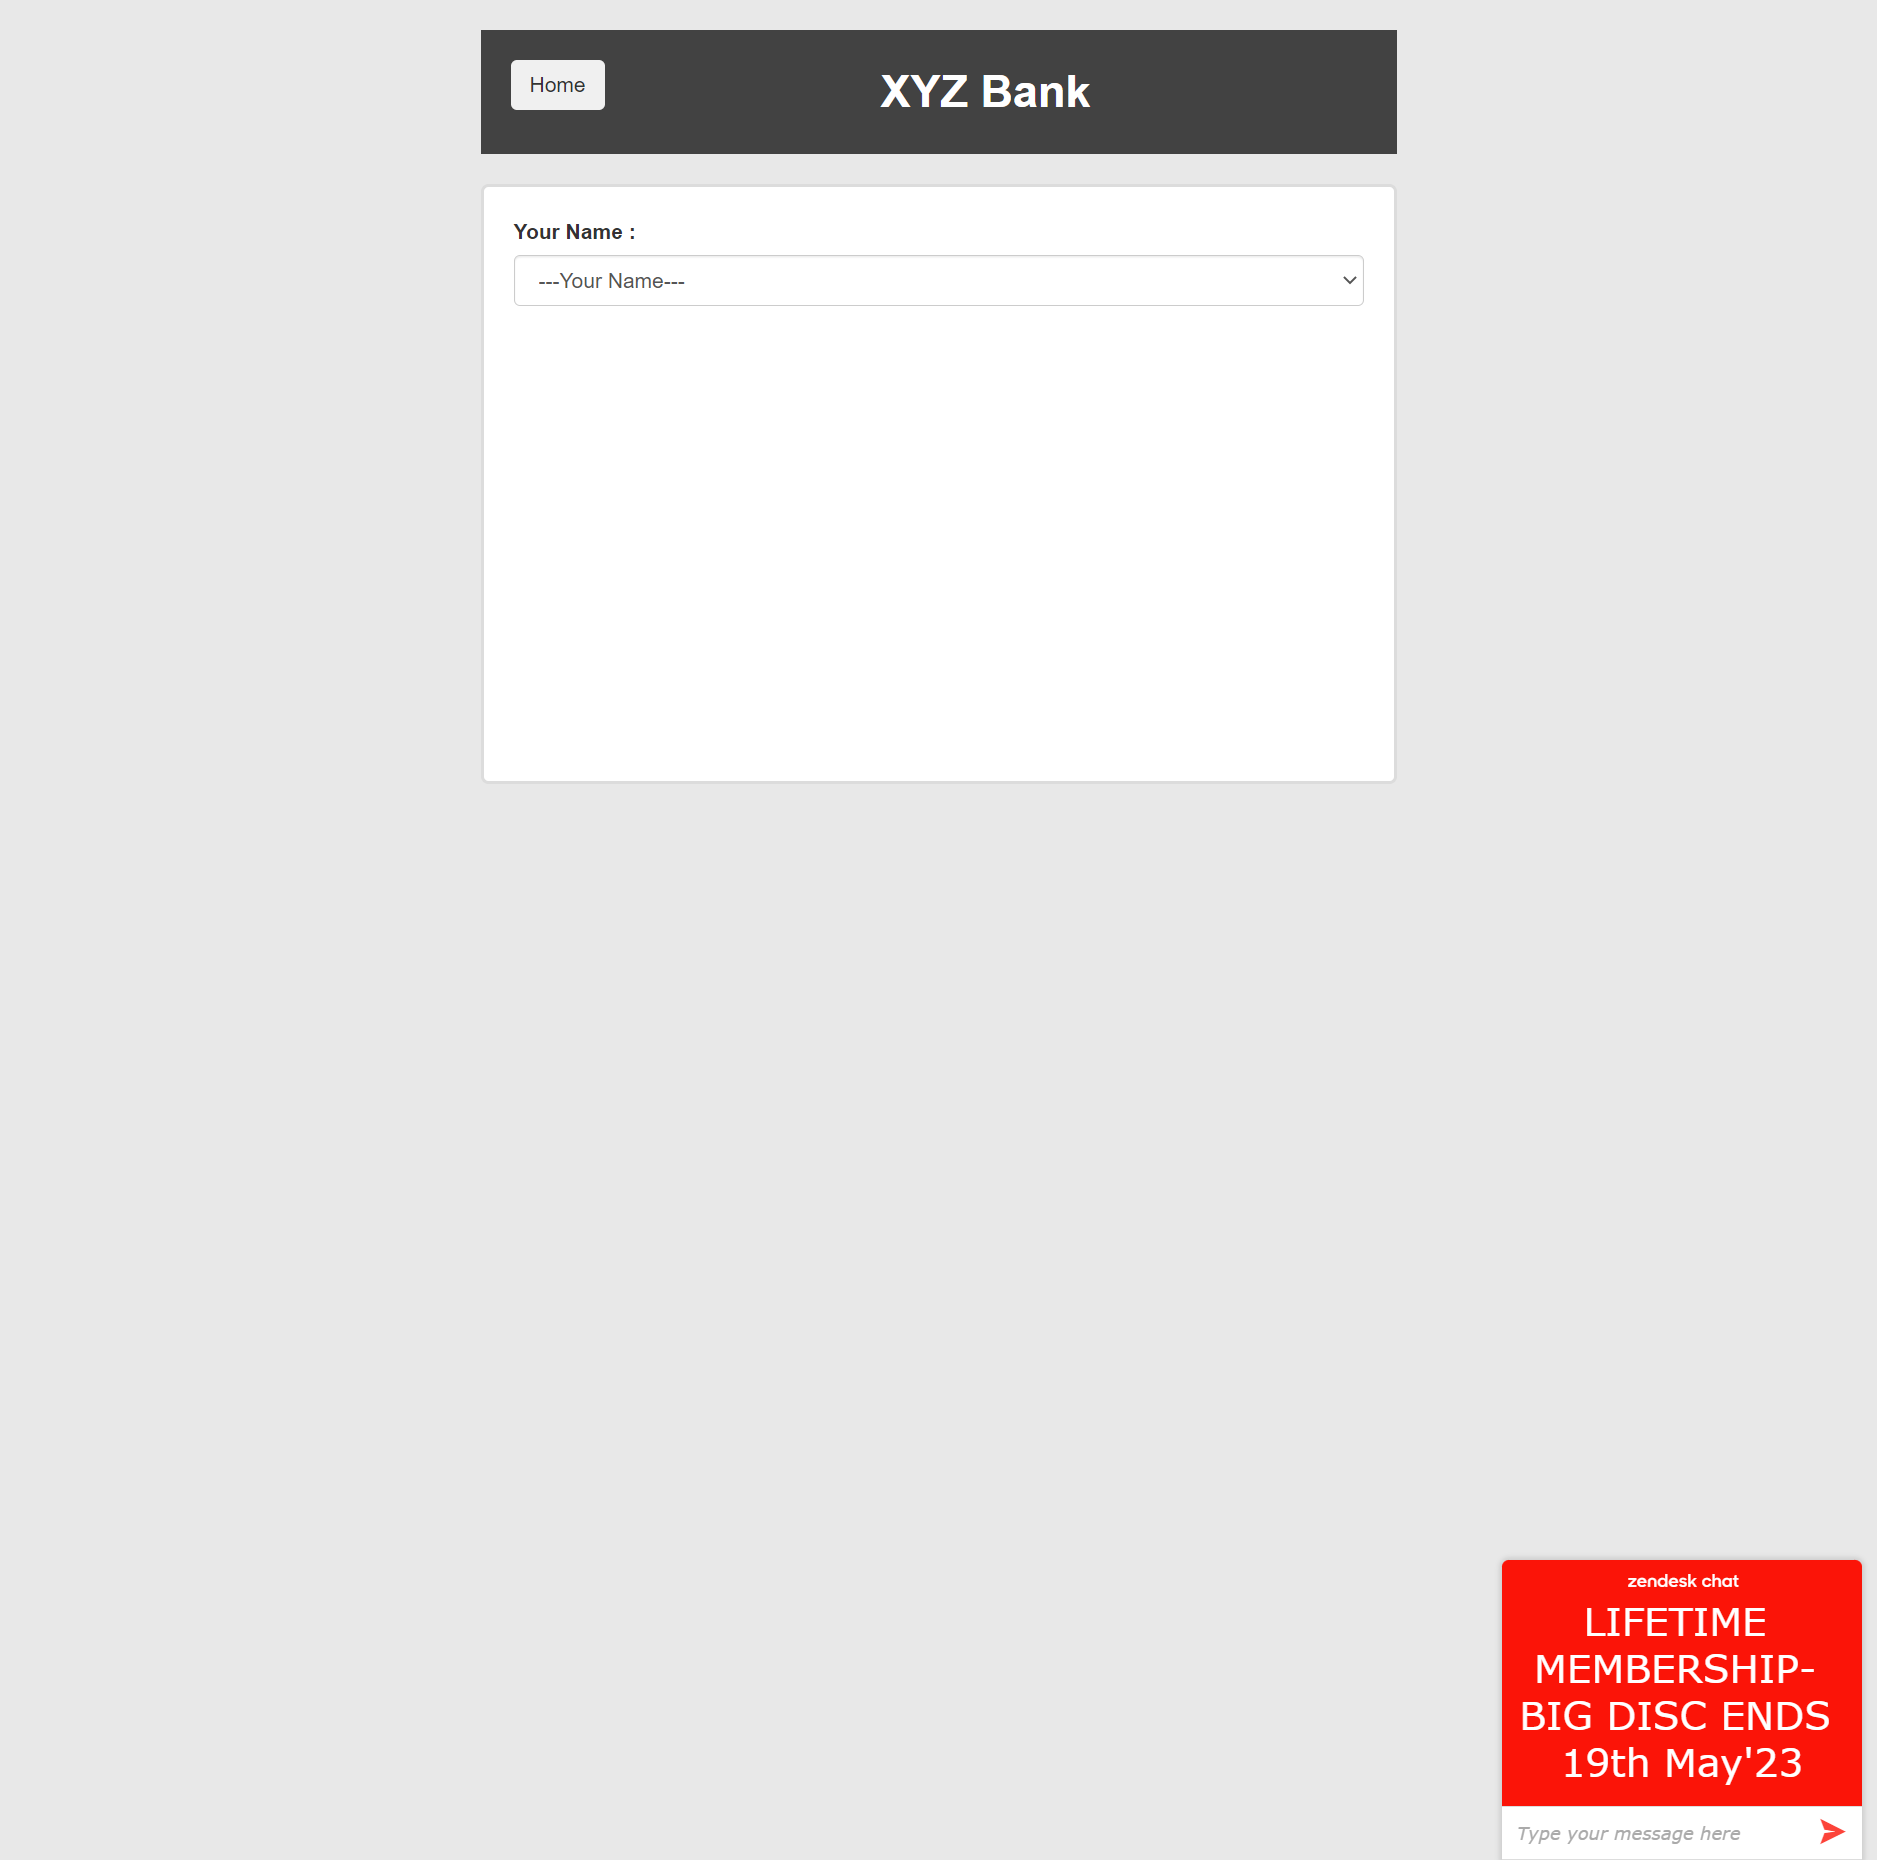 Home
XYZ Bank
Your Name :
---Your Name---
zendesk chat
LIFETIME
MEMBERSHIP-
BIG DISC ENDS
19th May'23
Type your message here